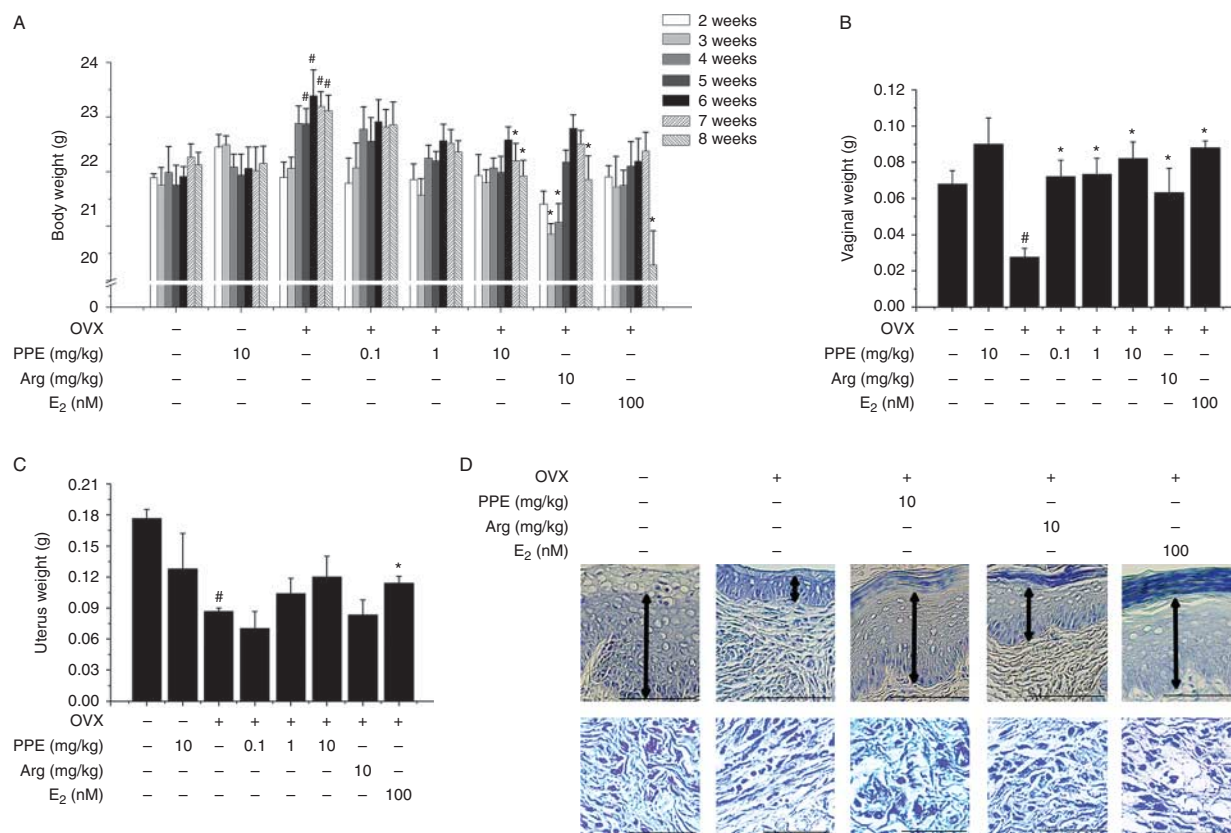 A
2 weeks
3 weeks
4 weeks
5 weeks
6 weeks
7 weeks
8 weeks
Body weight (g)
24
23
22
21
20
0
# # # # #
* * * * * * *
OVX – – + + + + + +
PPE (mg/kg) – 10 – 0.1 1 10 – –
Arg (mg/kg) – – – – – – 10 –
E2 (nM) – – – – – – – 100
B
Vaginal weight (g)
0.12
0.10
0.08
0.06
0.04
0.02
0.00
# * * * * *
OVX – – + + + + + +
PPE (mg/kg) – 10 – 0.1 1 10 – –
Arg (mg/kg) – – – – – – 10 –
E2 (nM) – – – – – – – 100
C
Uterus weight (g)
0.21
0.18
0.15
0.12
0.09
0.06
0.03
0.00
# *
OVX – – + + + + + +
PPE (mg/kg) – 10 – 0.1 1 10 – –
Arg (mg/kg) – – – – – – 10 –
E2 (nM) – – – – – – – 100
D
OVX – + + + +
PPE (mg/kg) – – 10 – –
Arg (mg/kg) – – – 10 –
E2 (nM) – – – – 100